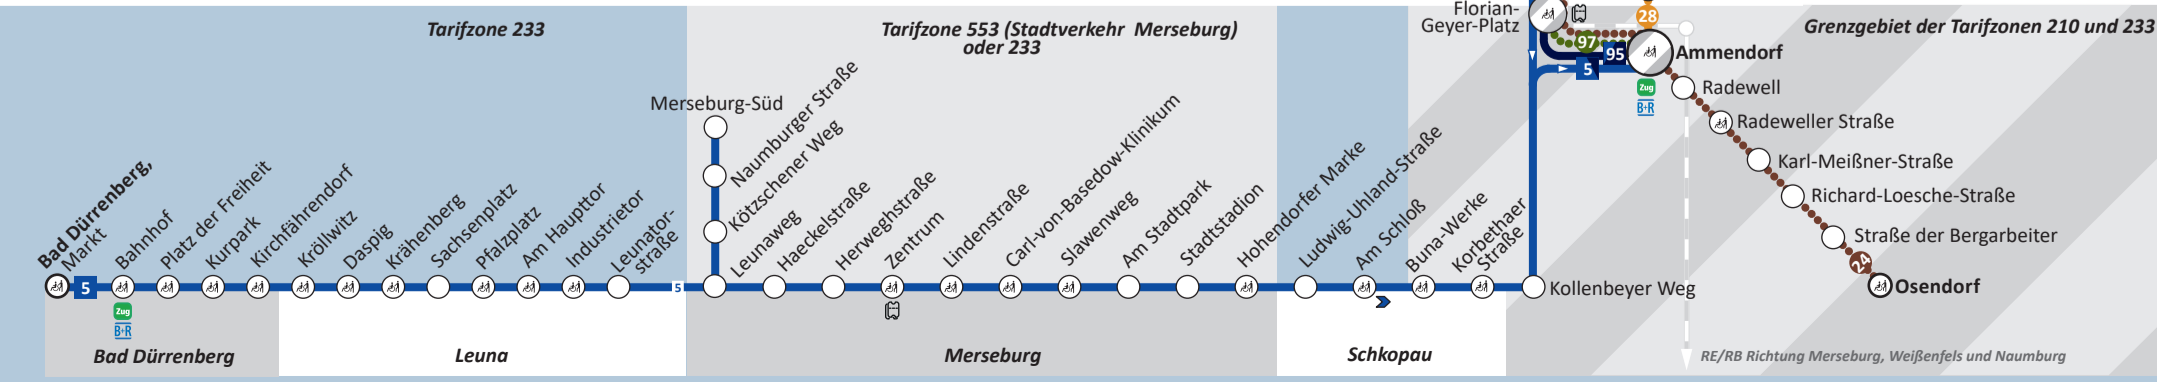 Tarifzone 233
Tarifzone 553 (Stadtverkehr Merseburg)
oder 233
Grenzgebiet der Tarifzonen 210 und 233
Florian-
Geyer-Platz
28
97
95
5
Ammendorf
Zug
B+R
Radewell
Radeweller Straße
Karl-Meißner-Straße
Richard-Loesche-Straße
Straße der Bergarbeiter
24
Osendorf
Merseburg-Süd
Naumburger Straße
Kötzschener Weg
Bad Dürrenberg,
Markt
5
Bahnhof
Zug
B+R
Platz der Freiheit
Kurpark
Kirchfährendorf
Kröllwitz
Daspig
Krähenberg
Sachsenplatz
Pfalzplatz
Am Haupttor
Industrietor
Leunator-
straße
5
Leunaweg
Haeckelstraße
Herweghstraße
Zentrum
Lindenstraße
Carl-von-Basedow-Klinikum
Slawenweg
Am Stadtpark
Stadtstadion
Hohendorfer Marke
Ludwig-Uhland-Straße
Am Schloß
Buna-Werke
Korbethaer
Straße
Kollenbeyer Weg
Bad Dürrenberg
Leuna
Merseburg
Schkopau
RE/RB Richtung Merseburg, Weißenfels und Naumburg